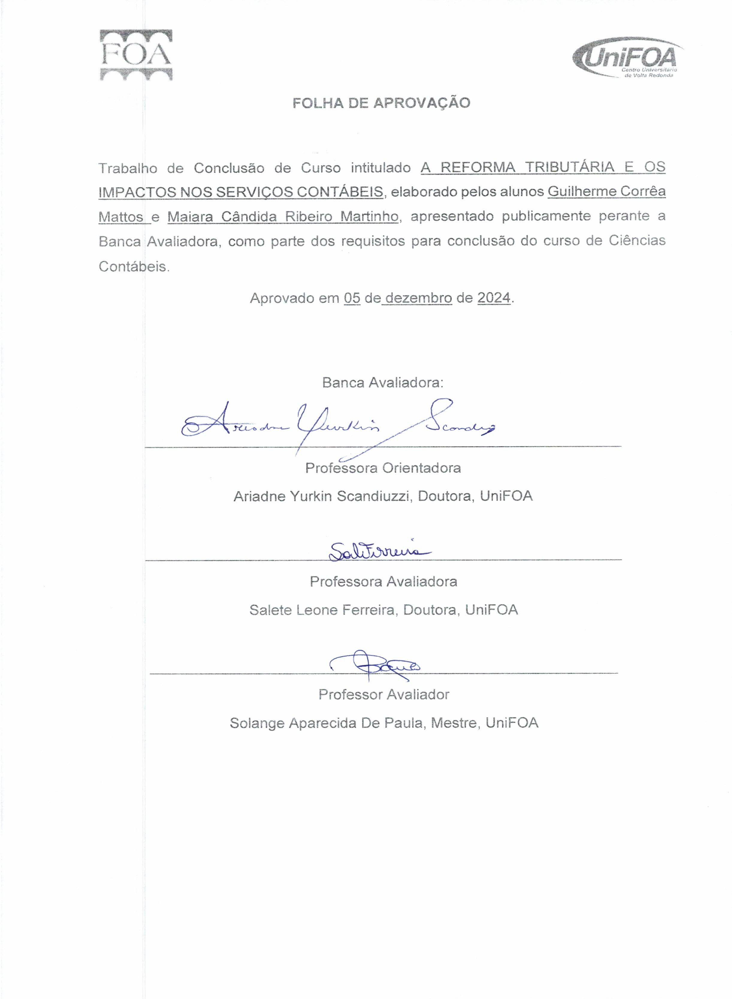 FOA
UniFOA
Centro Universitário
de Volta Redonda
FOLHA DE APROVAÇÃO
Trabalho de Conclusão de Curso intitulado A REFORMA TRIBUTÁRIA E OS
IMPACTOS NOS SERVIÇOS CONTÁBEIS, elaborado pelos alunos Guilherme Corrêa
Mattos e Maiara Cândida Ribeiro Martinho, apresentado publicamente perante a
Banca Avaliadora, como parte dos requisitos para conclusão do curso de Ciências
Contábeis.
Aprovado em 05 de dezembro de 2024.
Banca Avaliadora:
Ariadne Yurkin
Professora Orientadora
Ariadne Yurkin Scandiuzzi, Doutora, UniFOA
SalFerreira
Professora Avaliadora
Salete Leone Ferreira, Doutora, UniFOA
Professor Avaliador
Solange Aparecida De Paula, Mestre, UniFOA